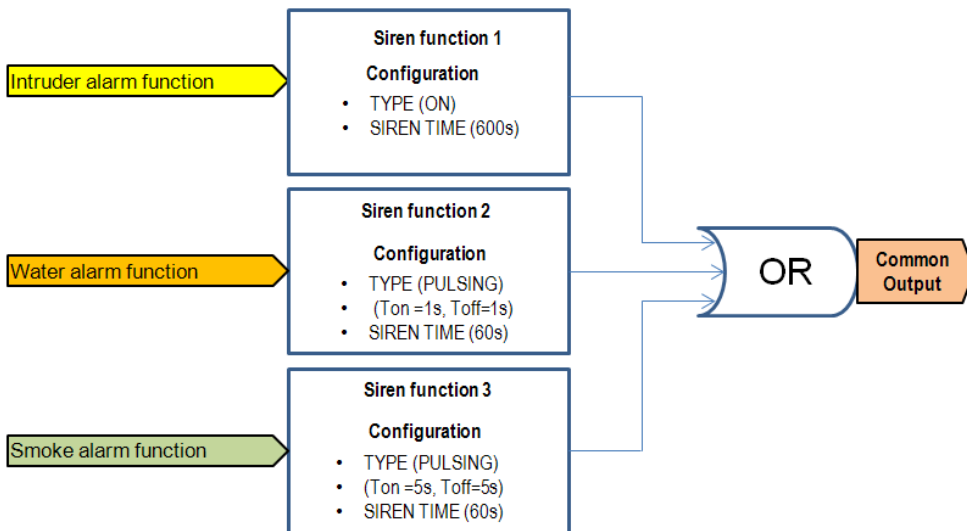 Intruder alarm function
Siren function 1
Configuration
• TYPE (ON)
• SIREN TIME (600s)
Water alarm function
Siren function 2
Configuration
• TYPE (PULSING)
• (Ton =1s, Toff=1s)
• SIREN TIME (60s)
Smoke alarm function
Siren function 3
Configuration
• TYPE (PULSING)
• (Ton =5s, Toff=5s)
• SIREN TIME (60s)
OR
Common
Output